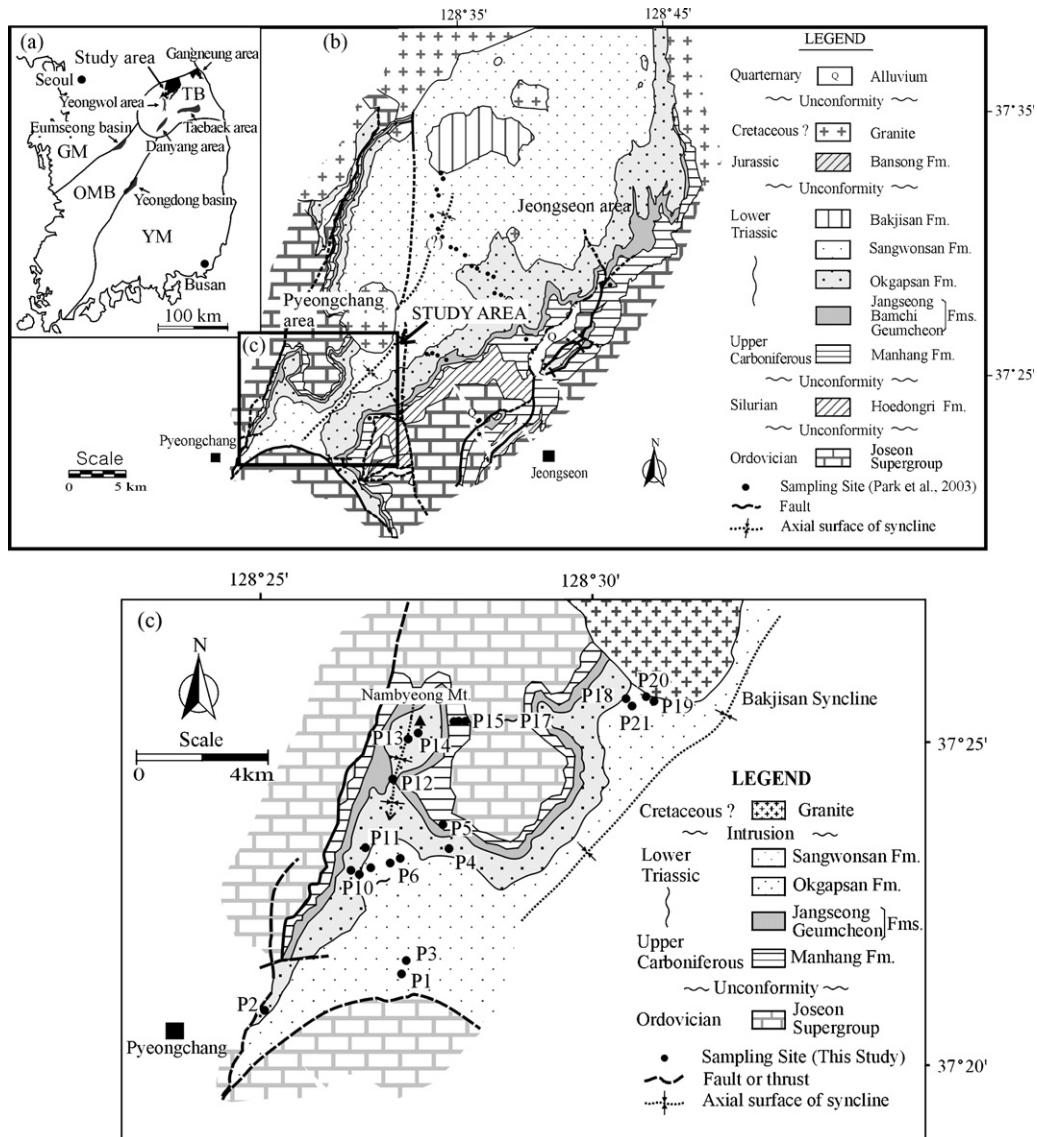 128°35'
128°45'
(a)
Gangneung area
Study area
Seoul
TB
Yeongwol area
Taebaek area
Eumseong basin
Danyang area
GM
OMB
Yeongdong basin
YM
Busan
100 km
(b)
Jeongseon area
(?)
Pyeongchang
area
STUDY AREA
(c)
Q
Q
Pyeongchang
Jeongseon
Scale
0 5 km
N
37°35'
37°25'
LEGEND
Quarternary Q Alluvium
Unconformity
Cretaceous ? Granite
Jurassic Bansong Fm.
Unconformity
Lower
Triassic
Bakjisan Fm.
Sangwonsan Fm.
Okgapsan Fm.
Jangseong
Bamchi
Geumcheon
Fms.
Upper
Carboniferous
Manhang Fm.
Unconformity
Silurian Hoedongri Fm.
Unconformity
Ordovician Joseon
Supergroup
Sampling Site (Park et al., 2003)
Fault
Axial surface of syncline
(c)
128°25'
128°30'
N
Scale
0 4km
Nambyeong Mt.
P13
P14
P15~P17
P12
P11
P5
P4
P10 ~ P6
P3
P1
P2
P18
P20
P19
P21
Bakjisan Syncline
Pyeongchang
37°25'
37°20'
LEGEND
Cretaceous ? Granite
Intrusion
Lower
Triassic
Sangwonsan Fm.
Okgapsan Fm.
Jangseong
Geumcheon
Fms.
Upper
Carboniferous
Manhang Fm.
Unconformity
Ordovician Joseon
Supergroup
Sampling Site (This Study)
Fault or thrust
Axial surface of syncline